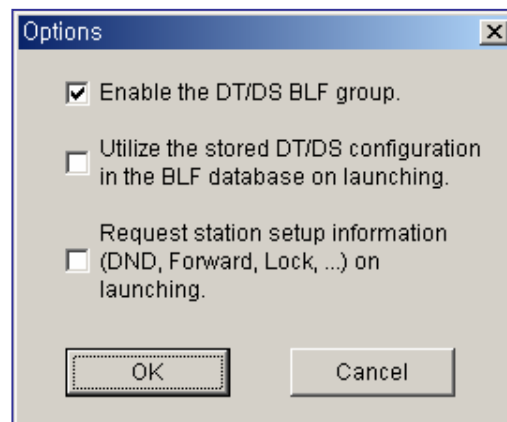 Options
Enable the DT/DS BLF group.
Utilize the stored DT/DS configuration
in the BLF database on launching.
Request station setup information
(DND, Forward, Lock, ...) on
launching.
OK
Cancel